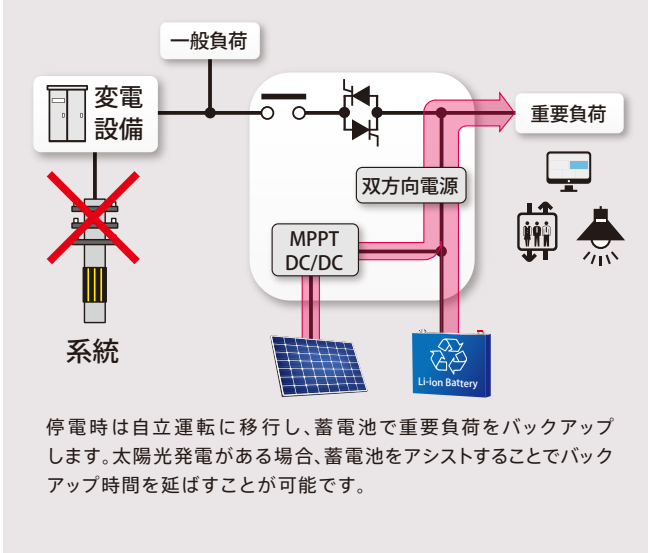 一般負荷
変電
設備
重要負荷
双方向電源
MPPT
DC/DC
系統
Li-ion Battery
停電時は自立運転に移行し、蓄電池で重要負荷をバックアップ
します。太陽光発電がある場合、蓄電池をアシストすることでバック
アップ時間を延ばすことが可能です。